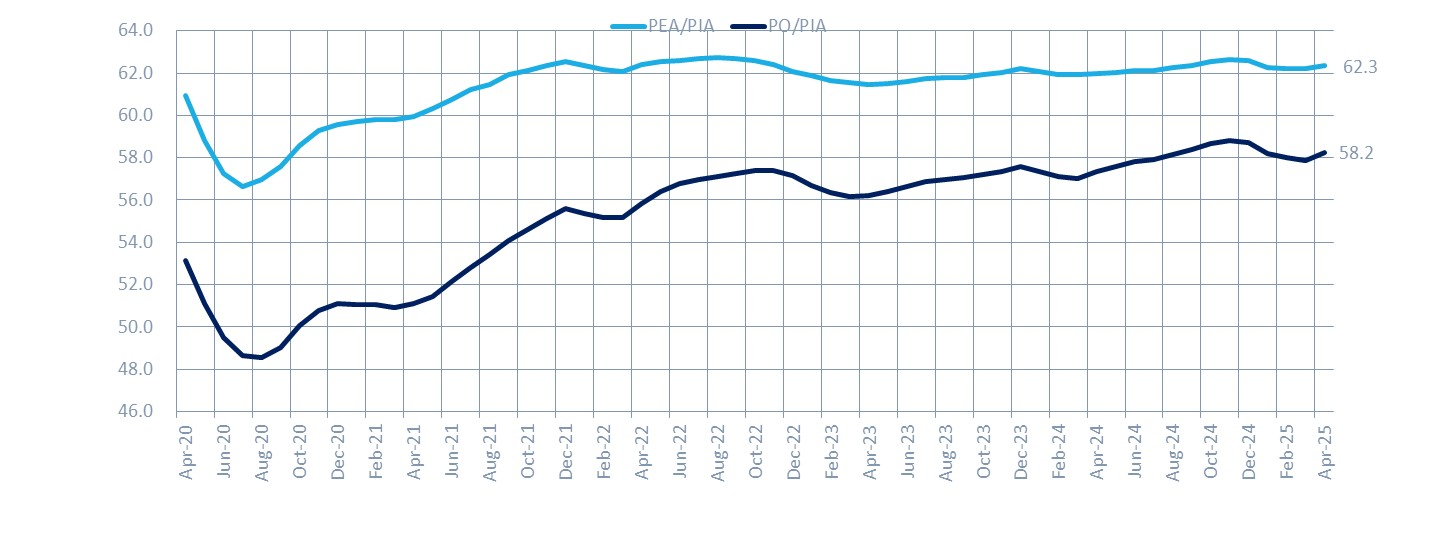 PEA/PIA PO/PIA
64.0
62.0
60.0
58.0
56.0
54.0
52.0
50.0
48.0
46.0
62.3
58.2
Apr-20
Jun-20
Aug-20
Oct-20
Dec-20
Feb-21
Apr-21
Jun-21
Aug-21
Oct-21
Dec-21
Feb-22
Apr-22
Jun-22
Aug-22
Oct-22
Dec-22
Feb-23
Apr-23
Jun-23
Aug-23
Oct-23
Dec-23
Feb-24
Apr-24
Jun-24
Aug-24
Oct-24
Dec-24
Feb-25
Apr-25